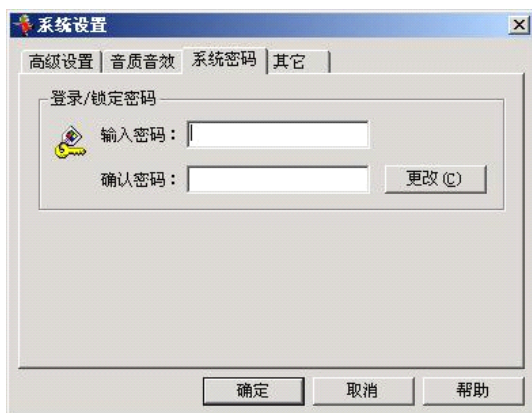 系统设置
高级设置 音质音效 系统密码 其它
登录/锁定密码
输入密码：
确认密码： 更改(C)
确定 取消 帮助